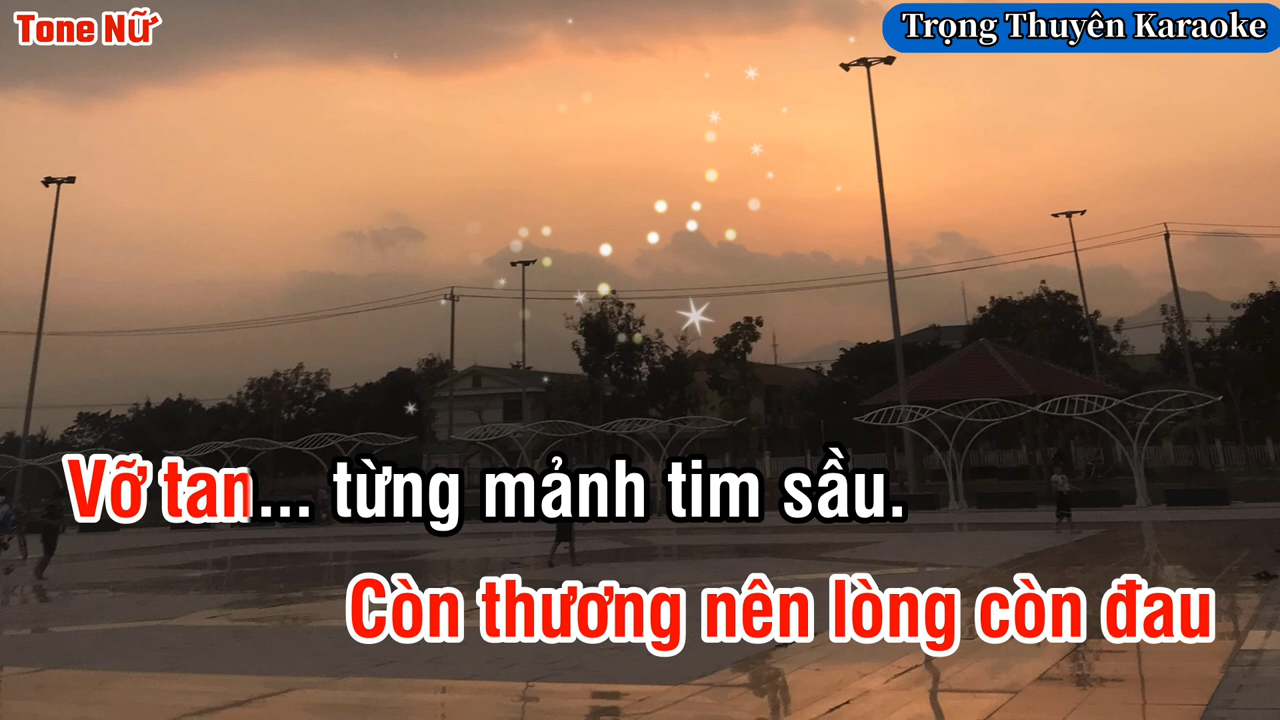 Tone Nữ
Trọng Thuyên Karaoke
Vỡ tan... từng mảnh tim sầu.
Còn thương nên lòng còn đau